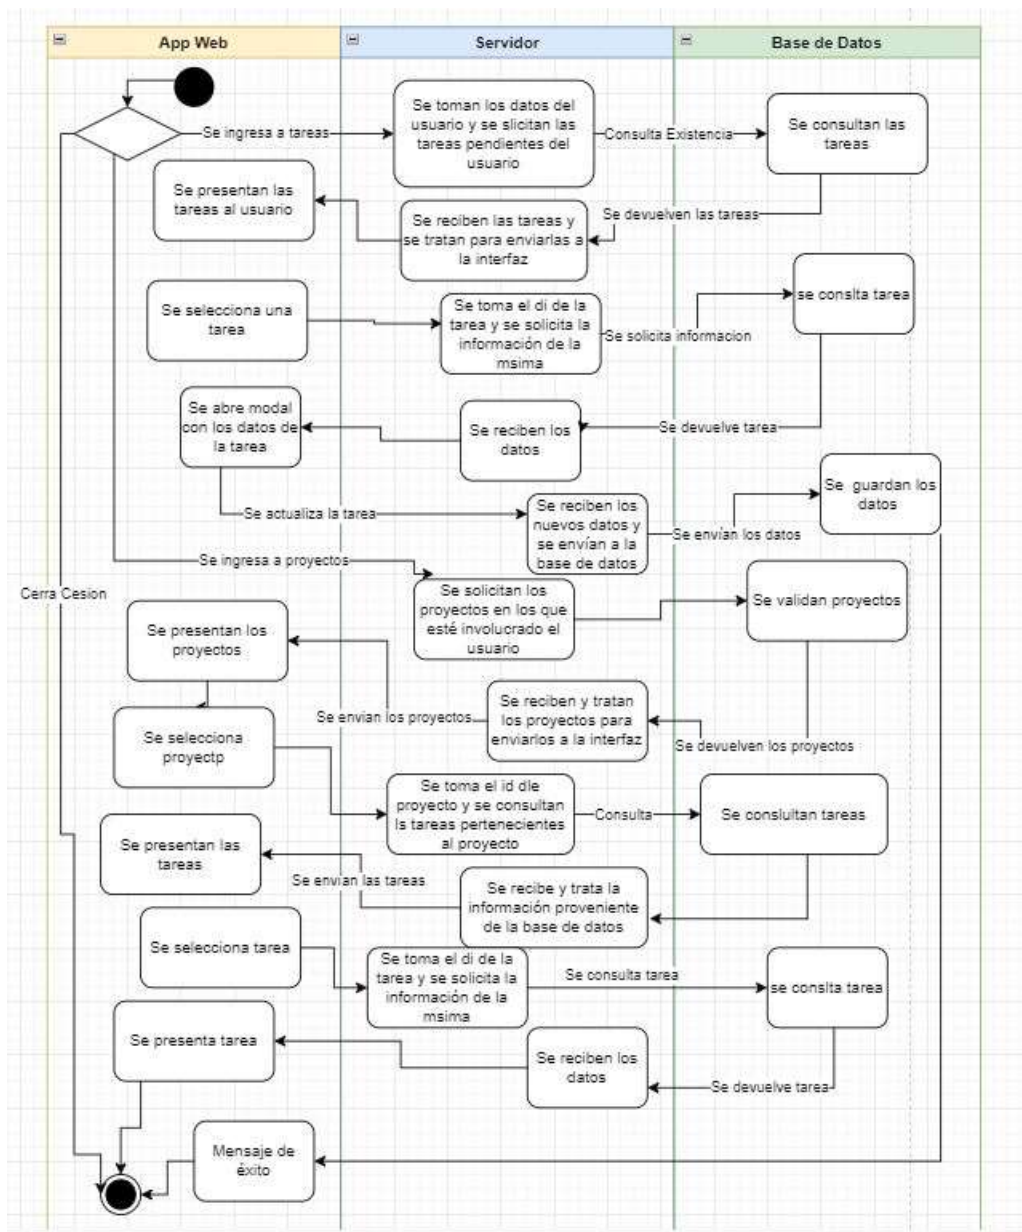 App Web
Servidor
Base de Datos
Se ingresa a tareas
Se toman los datos del
usuario y se slicitan las
tareas pendientes del
usuario
Consulta Existencia
Se consultan las
tareas
Se presentan las
tareas al usuario
Se reciben las tareas y
se tratan para enviarlas a
la interfaz
Se devuelven las tareas
Se selecciona una
tarea
Se toma el di de la
tarea y se solicita la
información de la
msima
Se solicita informacion
se conslta tarea
Se abre modal
con los datos de
la tarea
Se reciben los
datos
Se devuelve tarea
Se actualiza la tarea
Se reciben los
nuevos datos y
se envían a la
base de datos
Se envían los datos
Se guardan los
datos
Se ingresa a proyectos
Cerra Cesion
Se solicitan los
proyectos en los que
esté involucrado el
usuario
Se validan proyectos
Se presentan los
proyectos
Se envian los proyectos
Se reciben y tratan
los proyectos para
enviarlos a la interfaz
Se devuelven los proyectos
Se selecciona
proyectp
Se toma el id dle
proyecto y se consultan
ls tareas pertenecientes
al proyecto
Consulta
Se consluitan tareas
Se presentan las
tareas
Se envian las tareas
Se recibe y trata la
información proveniente
de la base de datos
Se selecciona tarea
Se toma el di de la
tarea y se solicita la
información de la
msima
Se consulta tarea
se conslta tarea
Se presenta tarea
Se reciben los
datos
Se devuelve tarea
Mensaje de
éxito